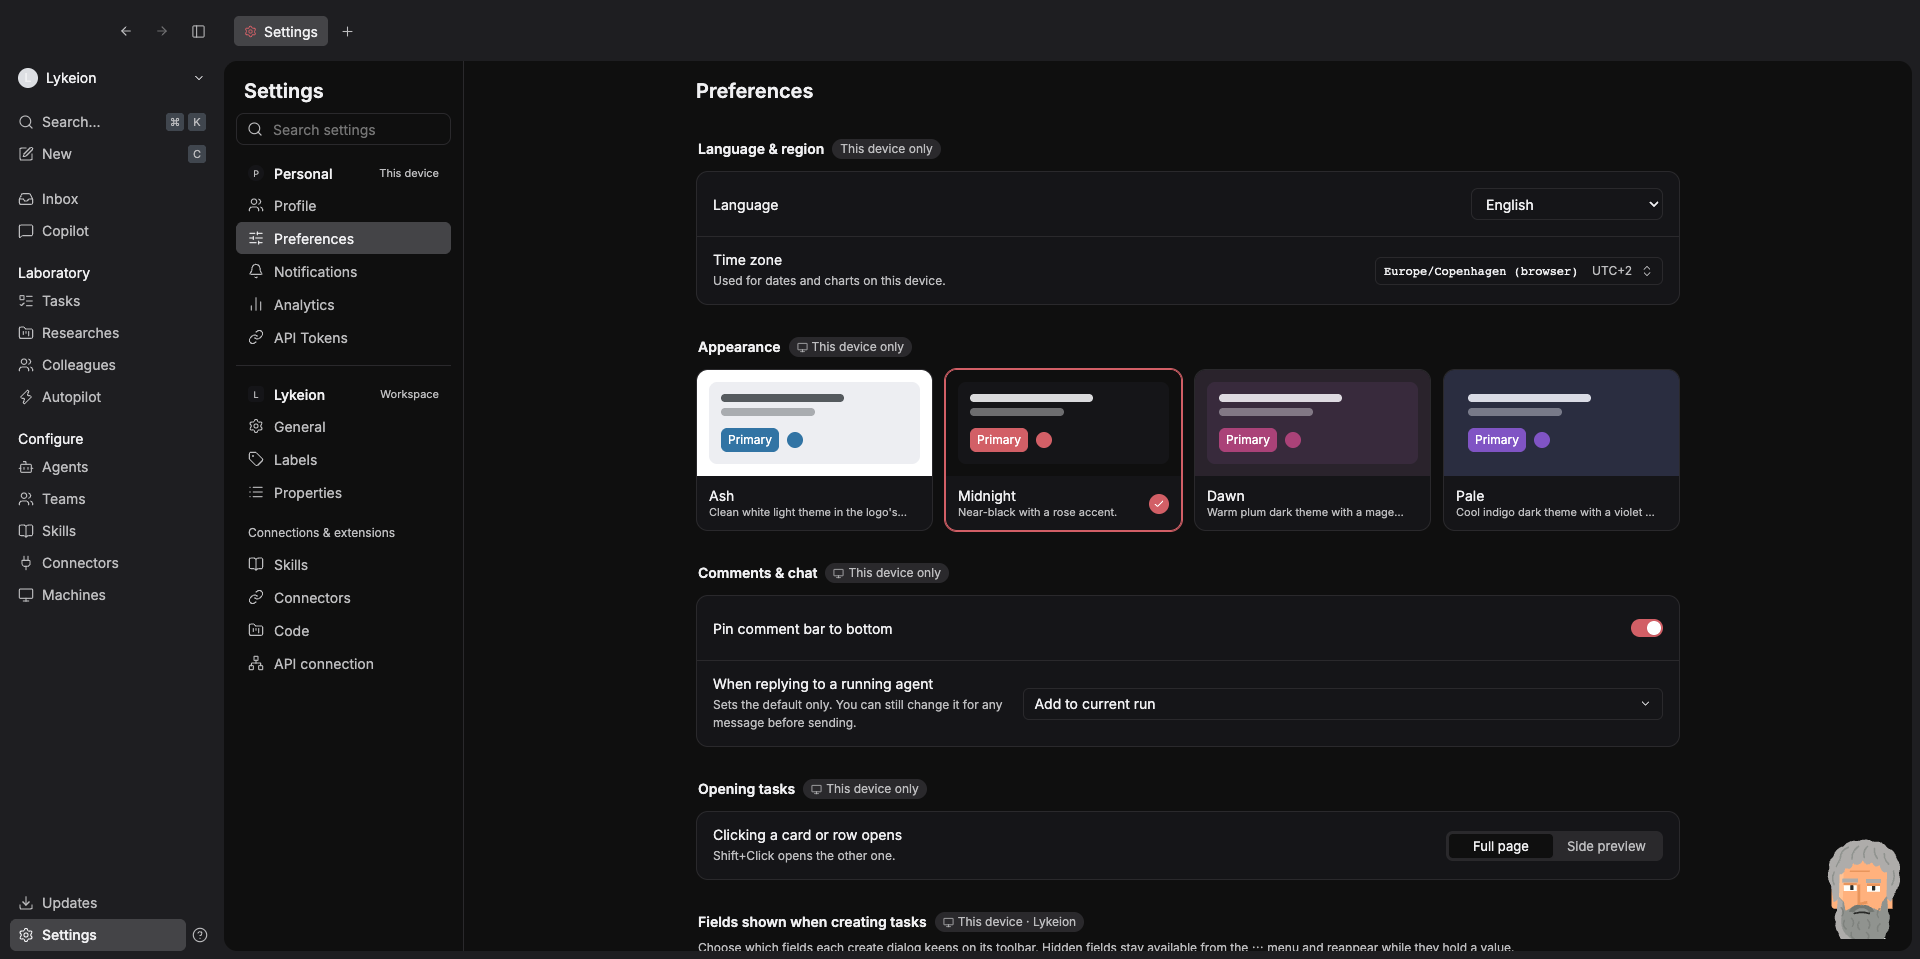 Settings
Lykeion
Search...
⌘ K
New
C
Inbox
Copilot
Laboratory
Tasks
Researches
Colleagues
Autopilot
Configure
Agents
Teams
Skills
Connectors
Machines
Updates
Settings
Settings
Search settings
P Personal This device
Profile
Preferences
Notifications
Analytics
API Tokens
L Lykeion Workspace
General
Labels
Properties
Connections & extensions
Skills
Connectors
Code
API connection
Preferences
Language & region This device only
Language English
Time zone
Used for dates and charts on this device.
Europe/Copenhagen (browser) UTC+2
Appearance This device only
Primary
Ash
Clean white light theme in the logo's...
Primary
Midnight
Near-black with a rose accent.
Primary
Dawn
Warm plum dark theme with a mage...
Primary
Pale
Cool indigo dark theme with a violet ...
Comments & chat This device only
Pin comment bar to bottom
When replying to a running agent
Sets the default only. You can still change it for any
message before sending.
Add to current run
Opening tasks This device only
Clicking a card or row opens
Shift+Click opens the other one.
Full page Side preview
Fields shown when creating tasks This device · Lykeion
Choose which fields each create dialog keeps on its toolbar. Hidden fields stay available from the ··· menu and reappear while they hold a value.